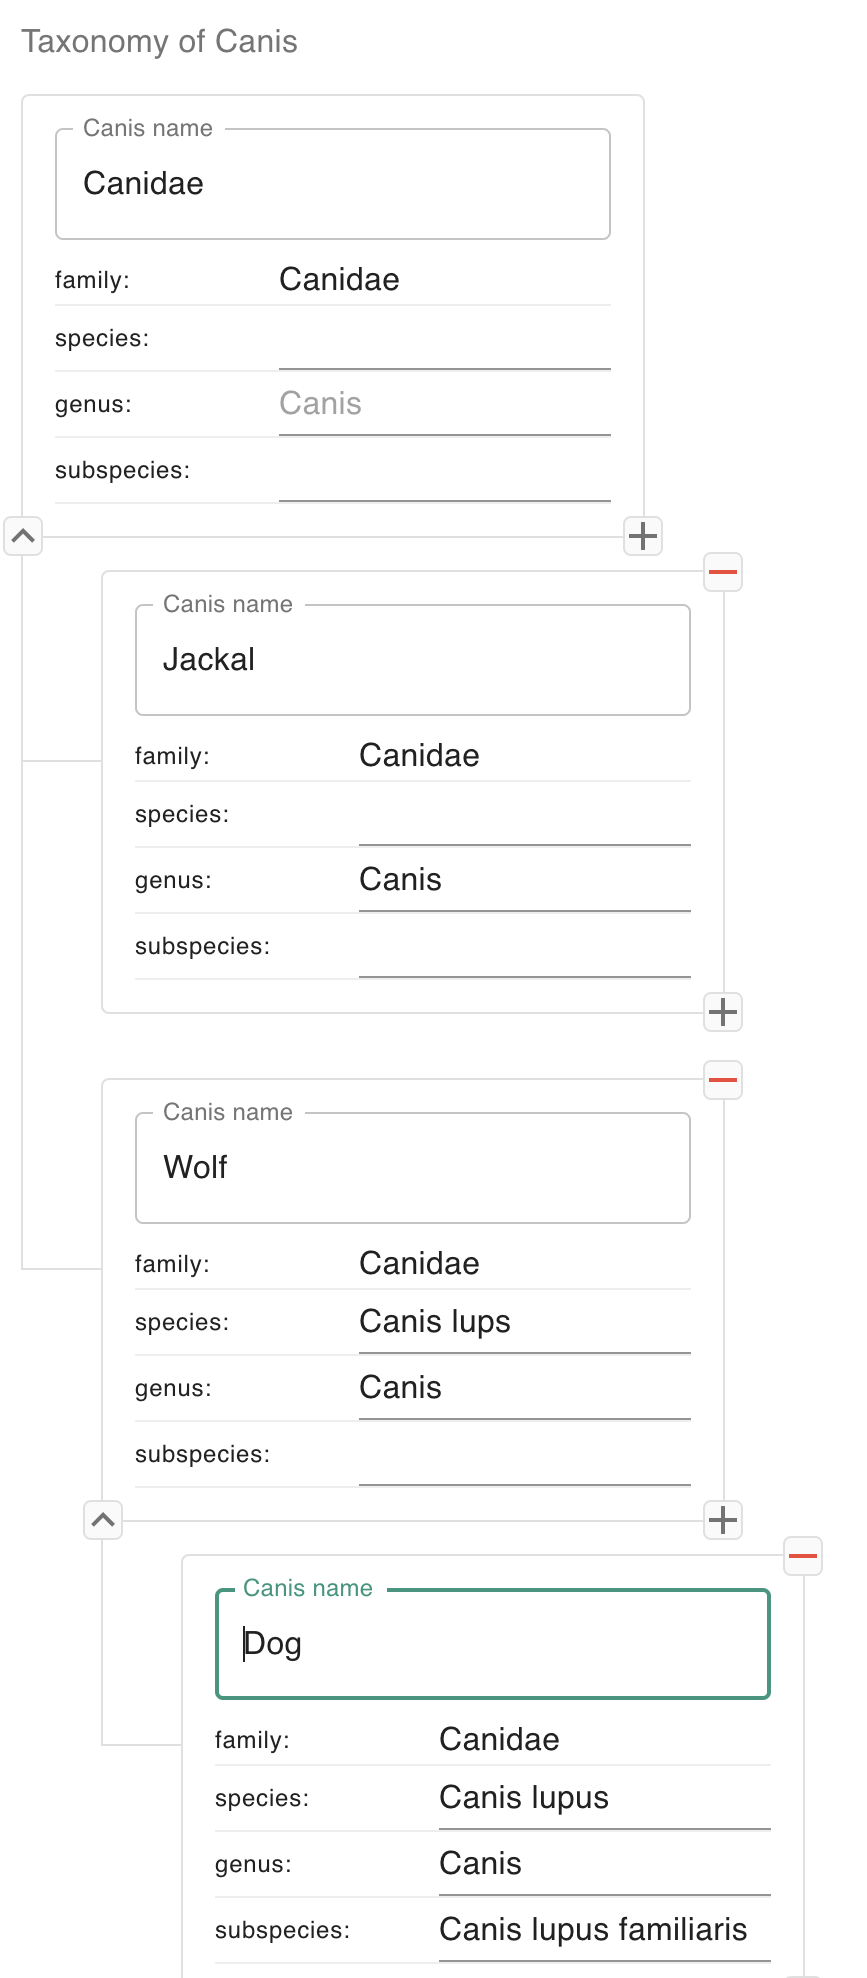 Taxonomy of Canis
Canis name
Canidae
family: Canidae
species:
genus: Canis
subspecies:
Canis name
Jackal
family: Canidae
species:
genus: Canis
subspecies:
Canis name
Wolf
family: Canidae
species: Canis lups
genus: Canis
subspecies:
Canis name
Dog
family: Canidae
species: Canis lupus
genus: Canis
subspecies: Canis lupus familiaris